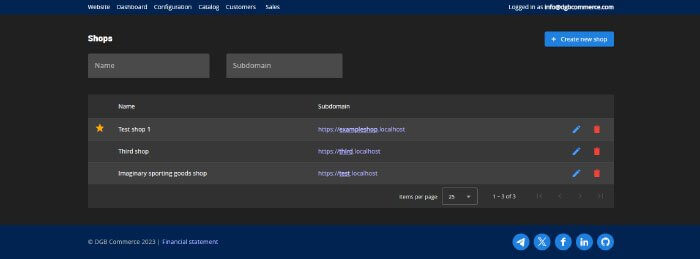 Website Dashboard Configuration Catalog Customers Sales Logged in as info@dgbcommerce.com
Shops
+ Create new shop
Name Subdomain
Name Subdomain
Test shop 1 https://exampleshop.localhost
Third shop https://third.localhost
Imaginary sporting goods shop https://test.localhost
Items per page: 25 1 – 3 of 3
© DGB Commerce 2023 | Financial statement